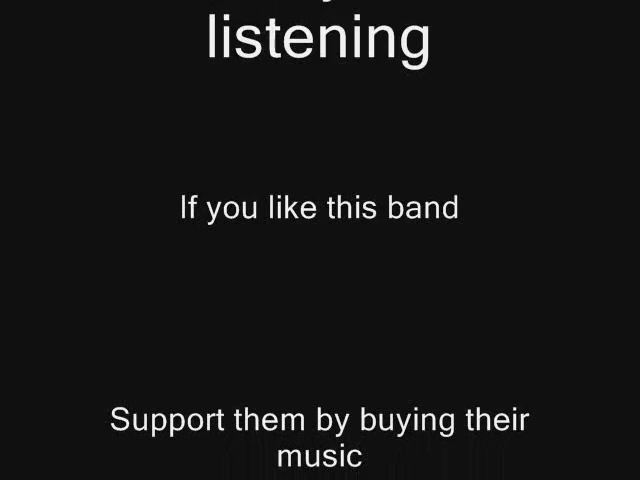 listening
If you like this band
Support them by buying their
music